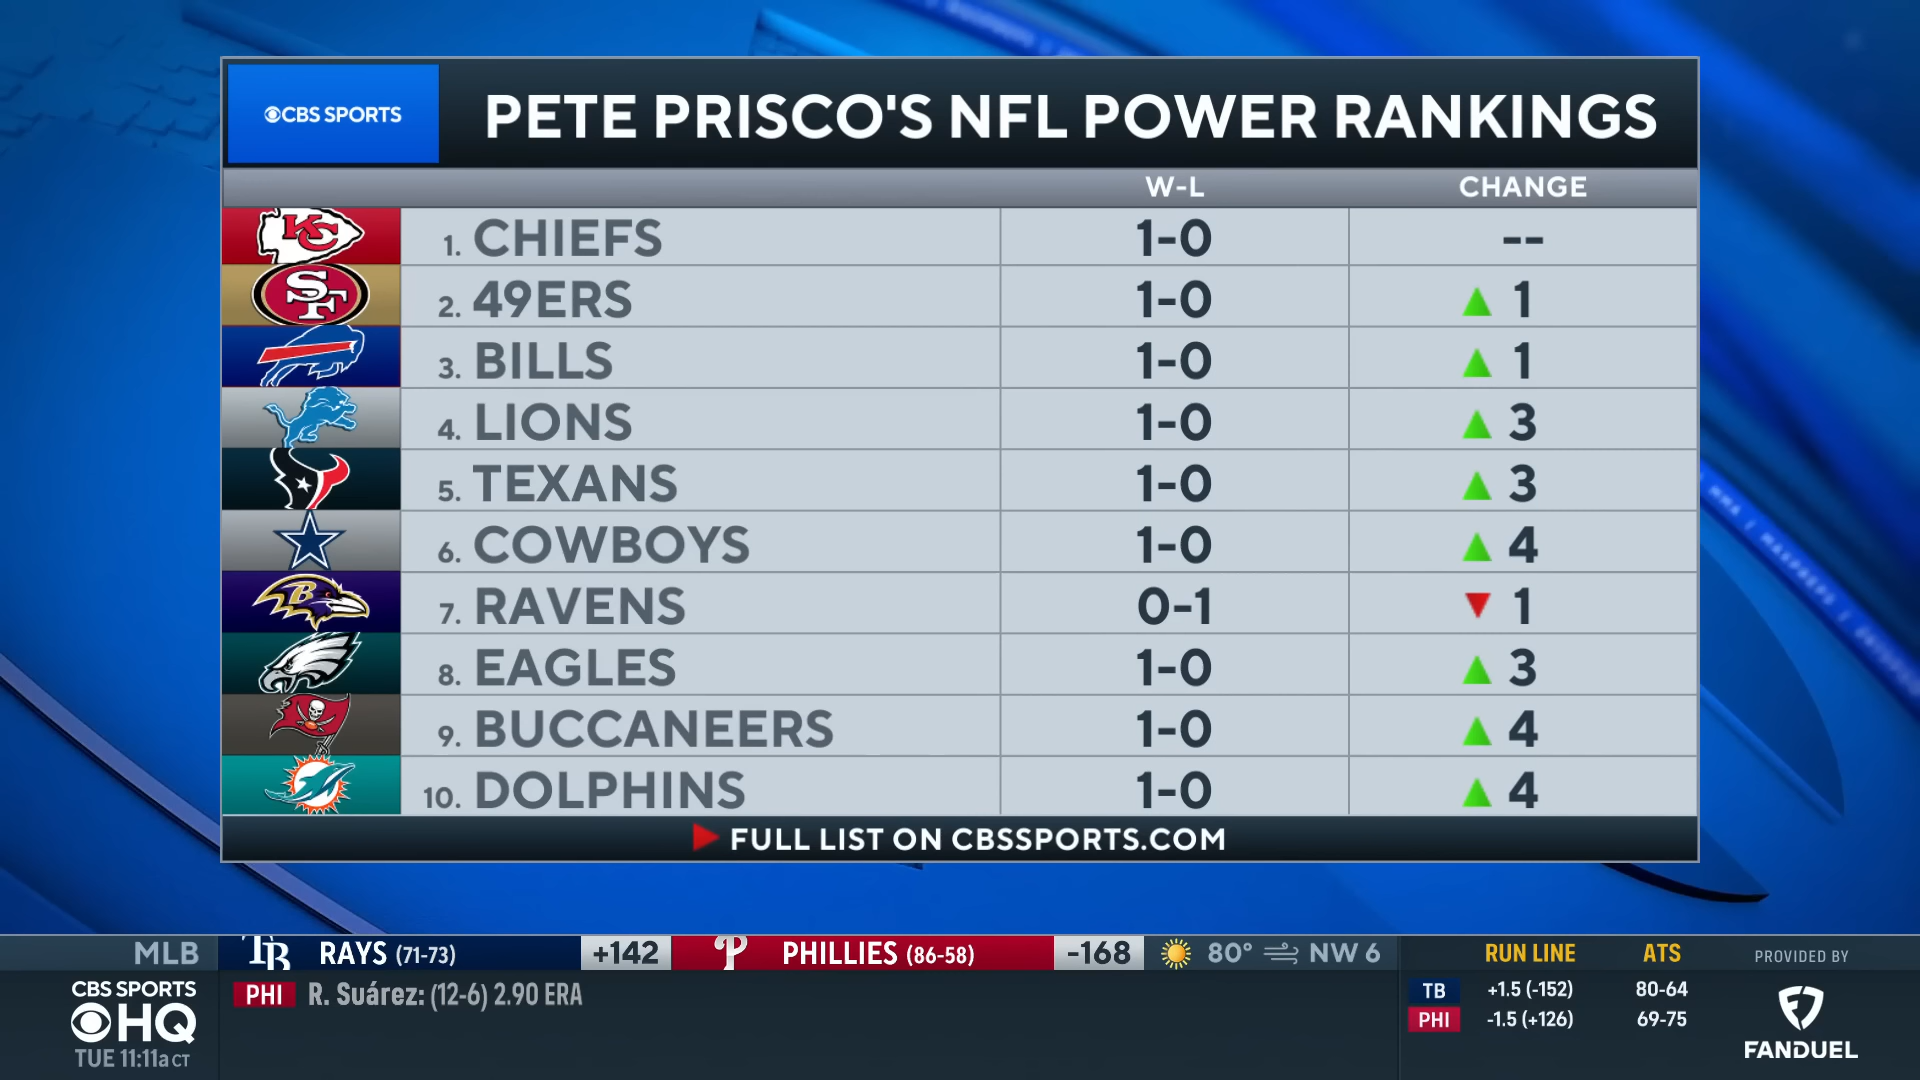 CBS SPORTS
PETE PRISCO'S NFL POWER RANKINGS
W-L CHANGE
KC 1. CHIEFS 1-0 --
SF 2. 49ERS 1-0 ▲ 1
3. BILLS 1-0 ▲ 1
4. LIONS 1-0 ▲ 3
5. TEXANS 1-0 ▲ 3
6. COWBOYS 1-0 ▲ 4
B 7. RAVENS 0-1 ▼ 1
8. EAGLES 1-0 ▲ 3
9. BUCCANEERS 1-0 ▲ 4
10. DOLPHINS 1-0 ▲ 4
FULL LIST ON CBSSPORTS.COM
MLB TB RAYS (71-73) +142 P PHILLIES (86-58) -168 80° NW 6
PHI R. Suárez: (12-6) 2.90 ERA
RUN LINE ATS
TB +1.5 (-152) 80-64
PHI -1.5 (+126) 69-75
PROVIDED BY
FANDUEL
CBS SPORTS
HQ
TUE 11:11a CT